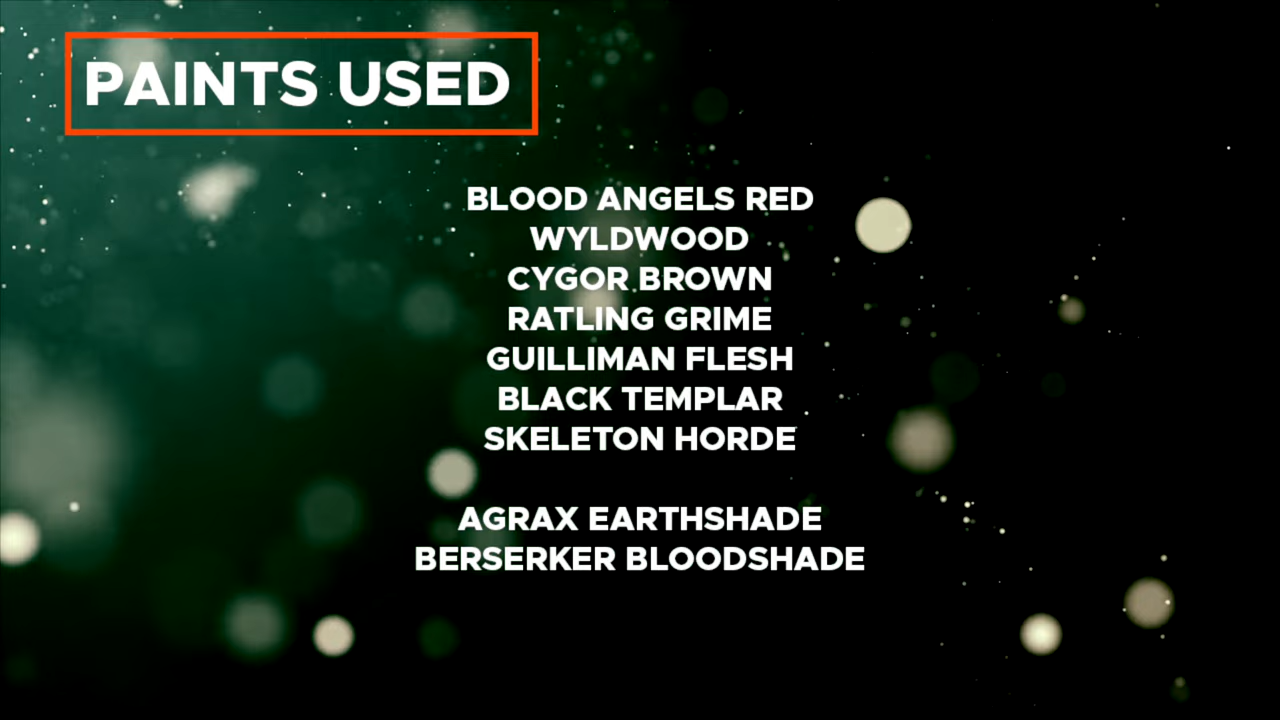 PAINTS USED
BLOOD ANGELS RED
WYLDWOOD
CYGOR BROWN
RATLING GRIME
GUILLIMAN FLESH
BLACK TEMPLAR
SKELETON HORDE
AGRAX EARTHSHADE
BERSERKER BLOODSHADE